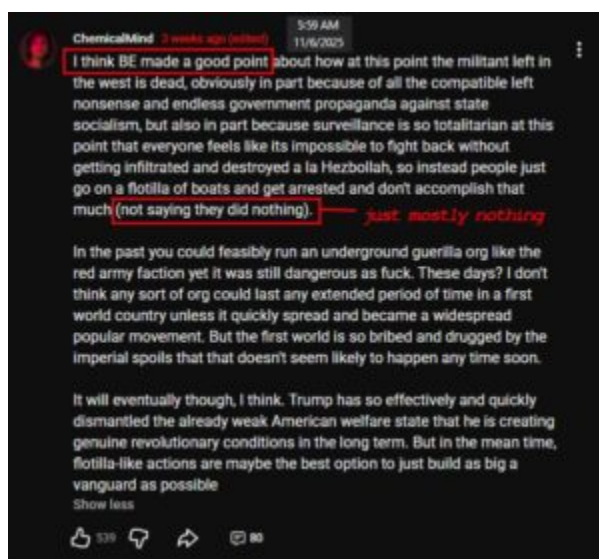 5:59 AM
11/6/2025
ChemicalMind 3 weeks ago (edited)
I think BE made a good point about how at this point the militant left in
the west is dead, obviously in part because of all the compatible left
nonsense and endless government propaganda against state
socialism, but also in part because surveillance is so totalitarian at this
point that everyone feels like its impossible to fight back without
getting infiltrated and destroyed a la Hezbollah, so instead people just
go on a flotilla of boats and get arrested and don't accomplish that
much (not saying they did nothing). just mostly nothing
In the past you could feasibly run an underground guerilla org like the
red army faction yet it was still dangerous as fuck. These days? I don't
think any sort of org could last any extended period of time in a first
world country unless it quickly spread and became a widespread
popular movement. But the first world is so bribed and drugged by the
imperial spoils that that doesn't seem likely to happen any time soon.
It will eventually though, I think. Trump has so effectively and quickly
dismantled the already weak American welfare state that he is creating
genuine revolutionary conditions in the long term. But in the mean time,
flotilla-like actions are maybe the best option to just build as big a
vanguard as possible
Show less
539 80